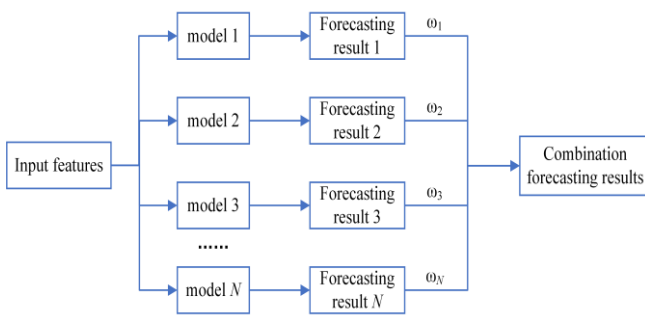 Input features
model 1
Forecasting
result 1
ω1
model 2
Forecasting
result 2
ω2
model 3
Forecasting
result 3
ω3
......
model N
Forecasting
result N
ωN
Combination
forecasting results